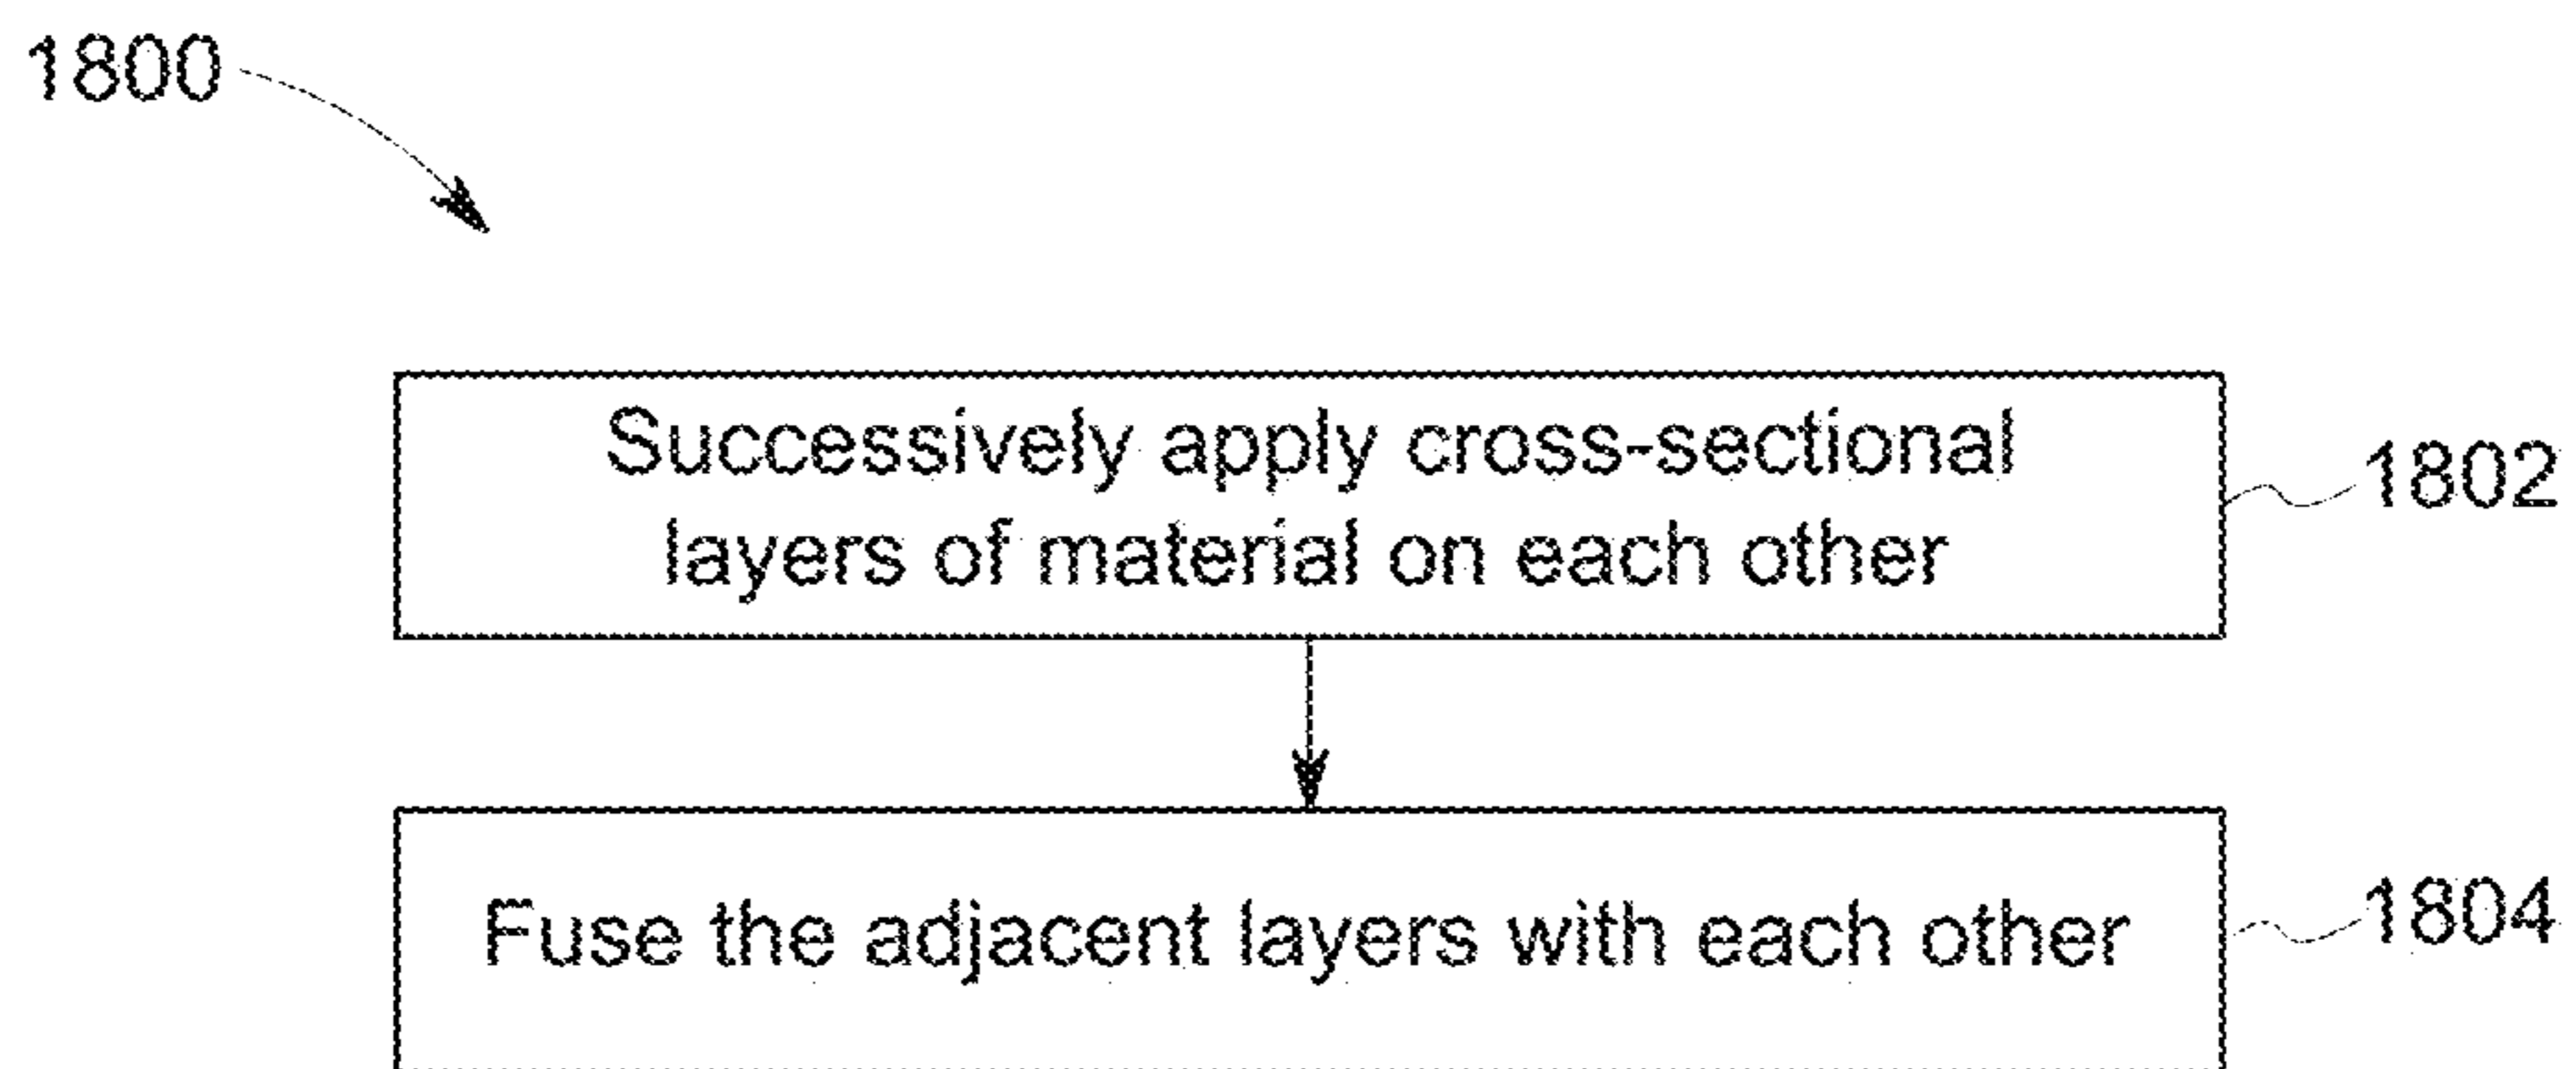 1800
Successively apply cross-sectional
layers of material on each other
1802
Fuse the adjacent layers with each other
1804